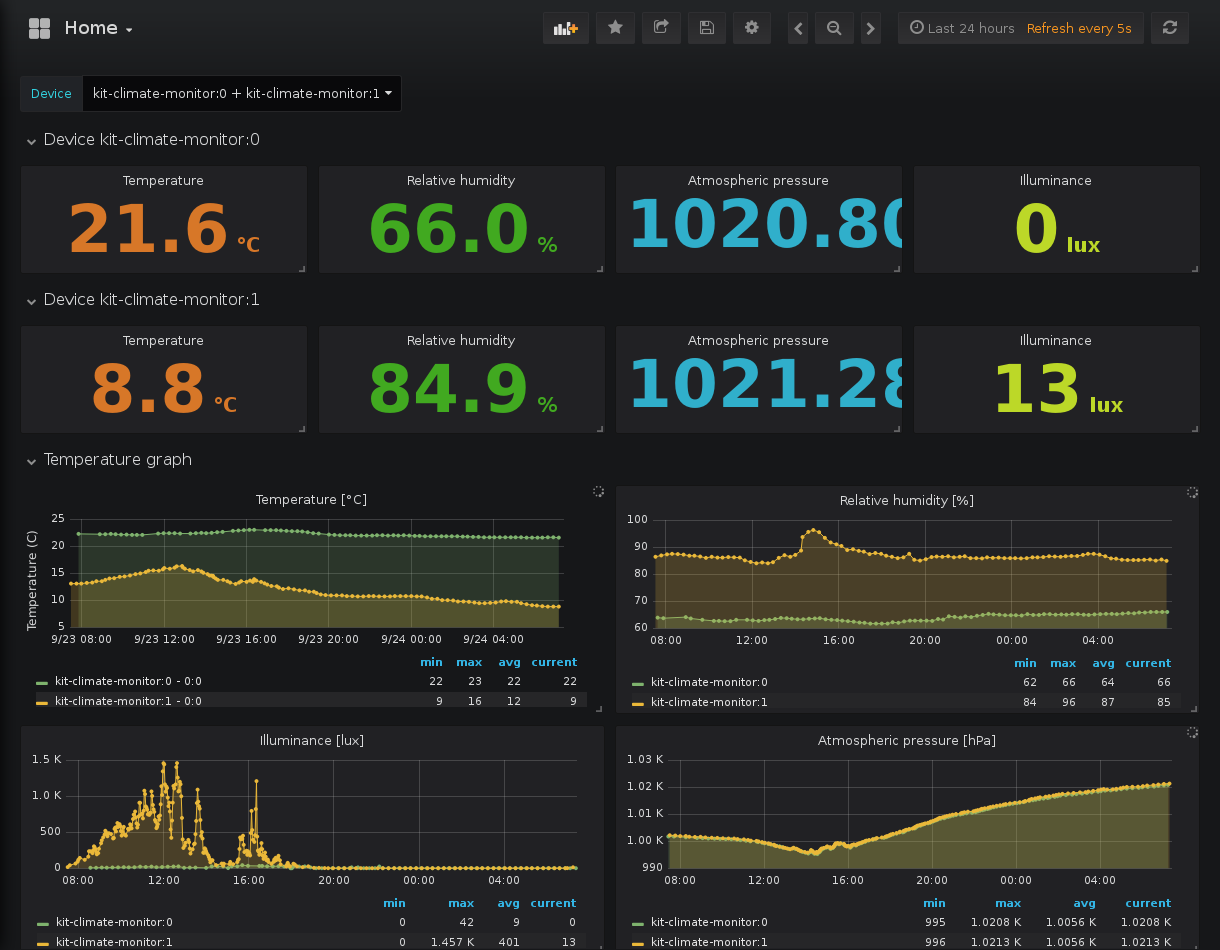 Home
Last 24 hours Refresh every 5s
Device kit-climate-monitor:0 + kit-climate-monitor:1
Device kit-climate-monitor:0
Temperature Relative humidity Atmospheric pressure Illuminance
21.6 °C 66.0 % 1020.80 0 lux
Device kit-climate-monitor:1
Temperature Relative humidity Atmospheric pressure Illuminance
8.8 °C 84.9 % 1021.28 13 lux
Temperature graph
Temperature [°C]
Temperature (C)
25
20
15
10
5
9/23 08:00 9/23 12:00 9/23 16:00 9/23 20:00 9/24 00:00 9/24 04:00
min max avg current
kit-climate-monitor:0 - 0:0 22 23 22 22
kit-climate-monitor:1 - 0:0 9 16 12 9
Relative humidity [%]
100
90
80
70
60
08:00 12:00 16:00 20:00 00:00 04:00
min max avg current
kit-climate-monitor:0 62 66 64 66
kit-climate-monitor:1 84 96 87 85
Illuminance [lux]
1.5 K
1.0 K
500
0
08:00 12:00 16:00 20:00 00:00 04:00
min max avg current
kit-climate-monitor:0 0 42 9 0
kit-climate-monitor:1 0 1.457 K 401 13
Atmospheric pressure [hPa]
1.03 K
1.02 K
1.01 K
1.00 K
990
08:00 12:00 16:00 20:00 00:00 04:00
min max avg current
kit-climate-monitor:0 995 1.0208 K 1.0056 K 1.0208 K
kit-climate-monitor:1 996 1.0213 K 1.0056 K 1.0213 K